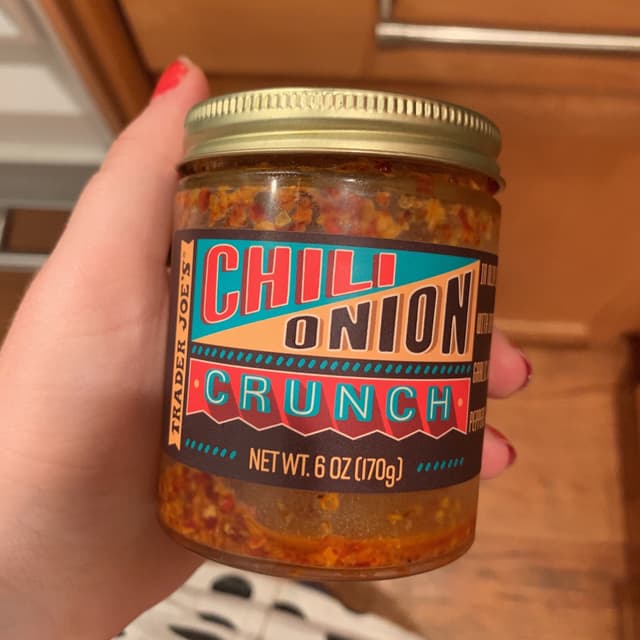 TRADER JOE'S
CHILI
ONION
CRUNCH
NET WT. 6 OZ (170g)